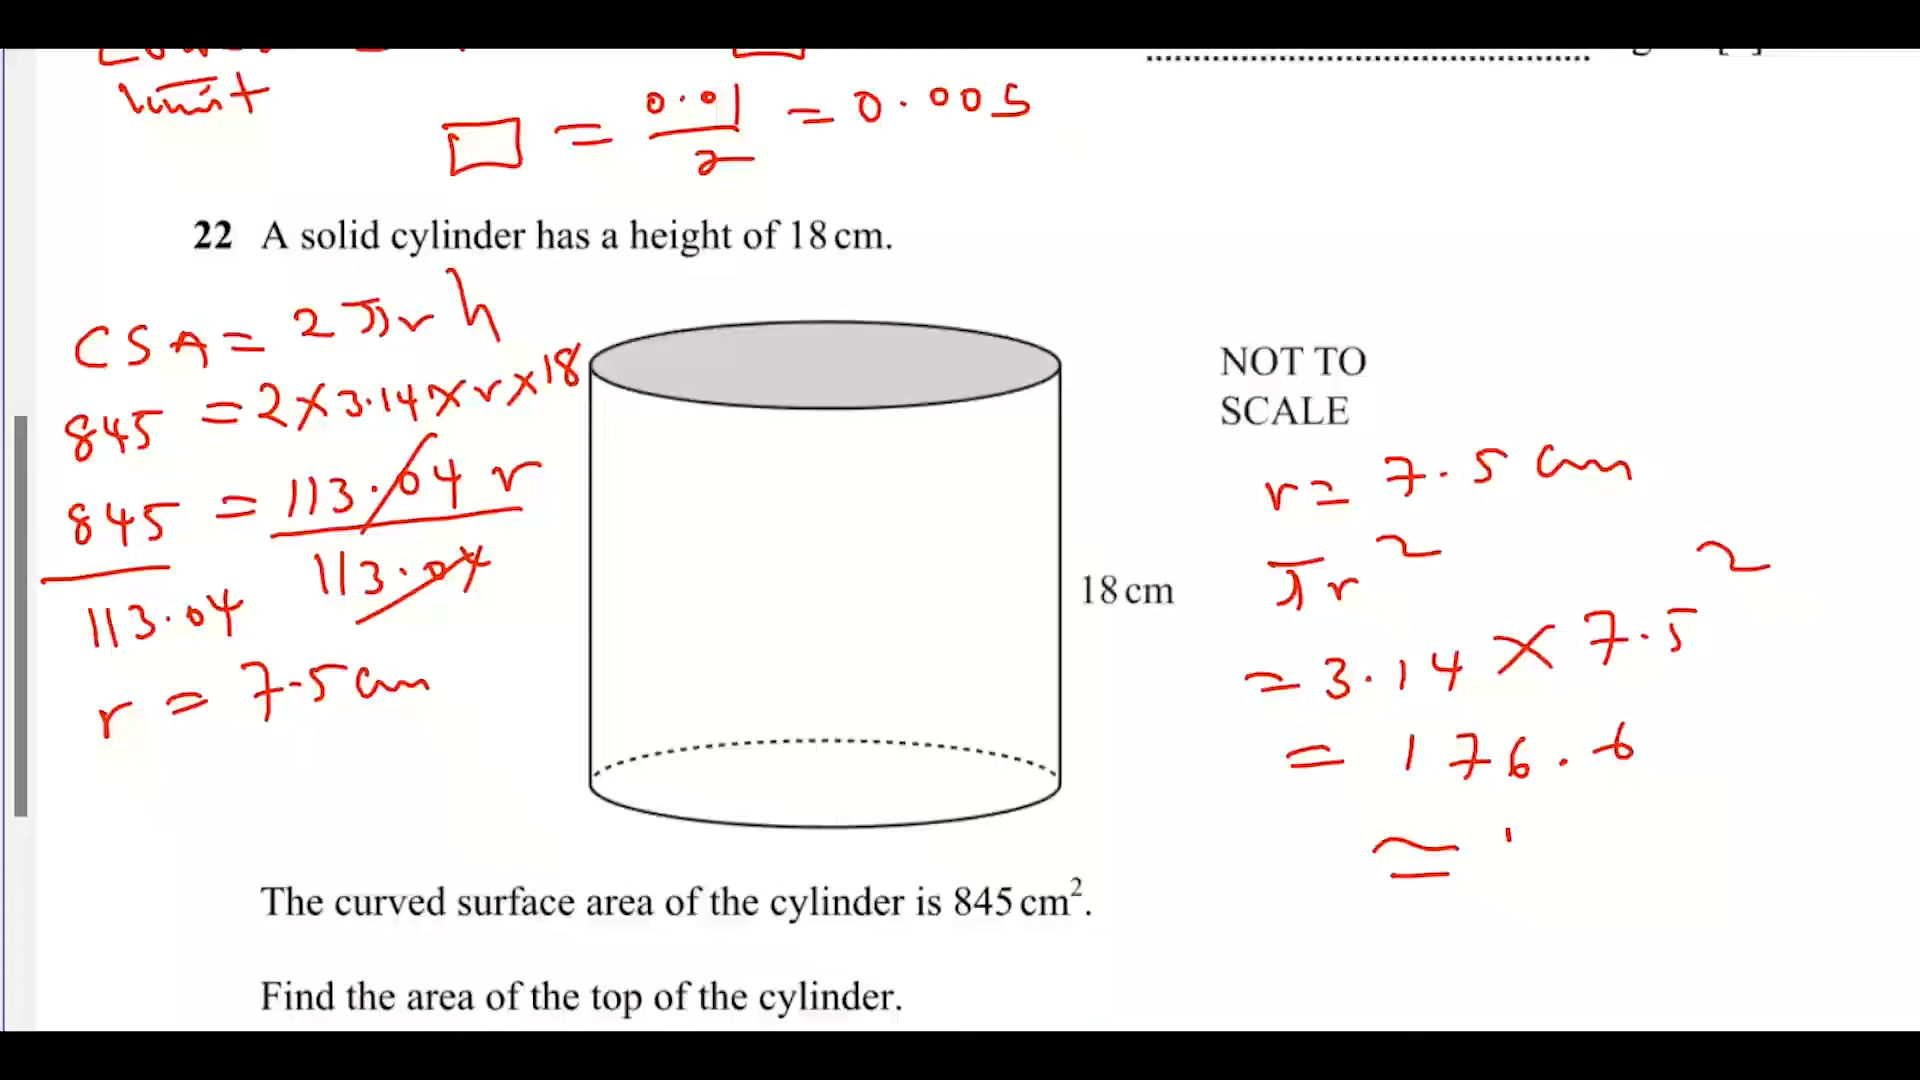 limit
□ = 0.01 / 2 = 0.005
22 A solid cylinder has a height of 18 cm.
CSA = 2πrh
845 = 2 × 3.14 × r × 18
845 = 113.04 r
113.04 113.04
r = 7.5 cm
NOT TO
SCALE
18 cm
r = 7.5 cm
πr²
= 3.14 × 7.5²
= 176.6
≅ 1
The curved surface area of the cylinder is 845 cm².
Find the area of the top of the cylinder.